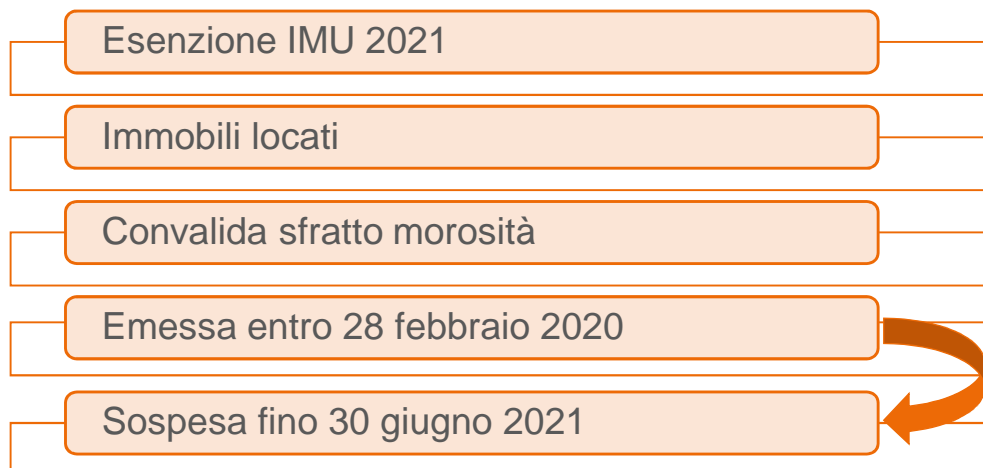 Esenzione IMU 2021
Immobili locati
Convalida sfratto morosità
Emessa entro 28 febbraio 2020
Sospesa fino 30 giugno 2021